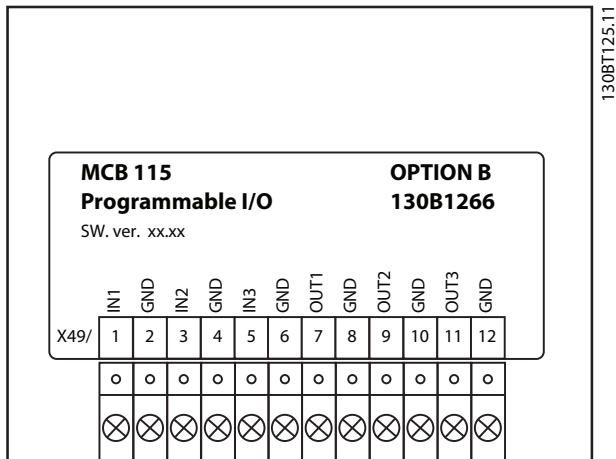 130BT125.11
MCB 115 OPTION B
Programmable I/O 130B1266
SW. ver. xx.xx
IN1 GND IN2 GND IN3 GND OUT1 GND OUT2 GND OUT3 GND
X49/ 1 2 3 4 5 6 7 8 9 10 11 12